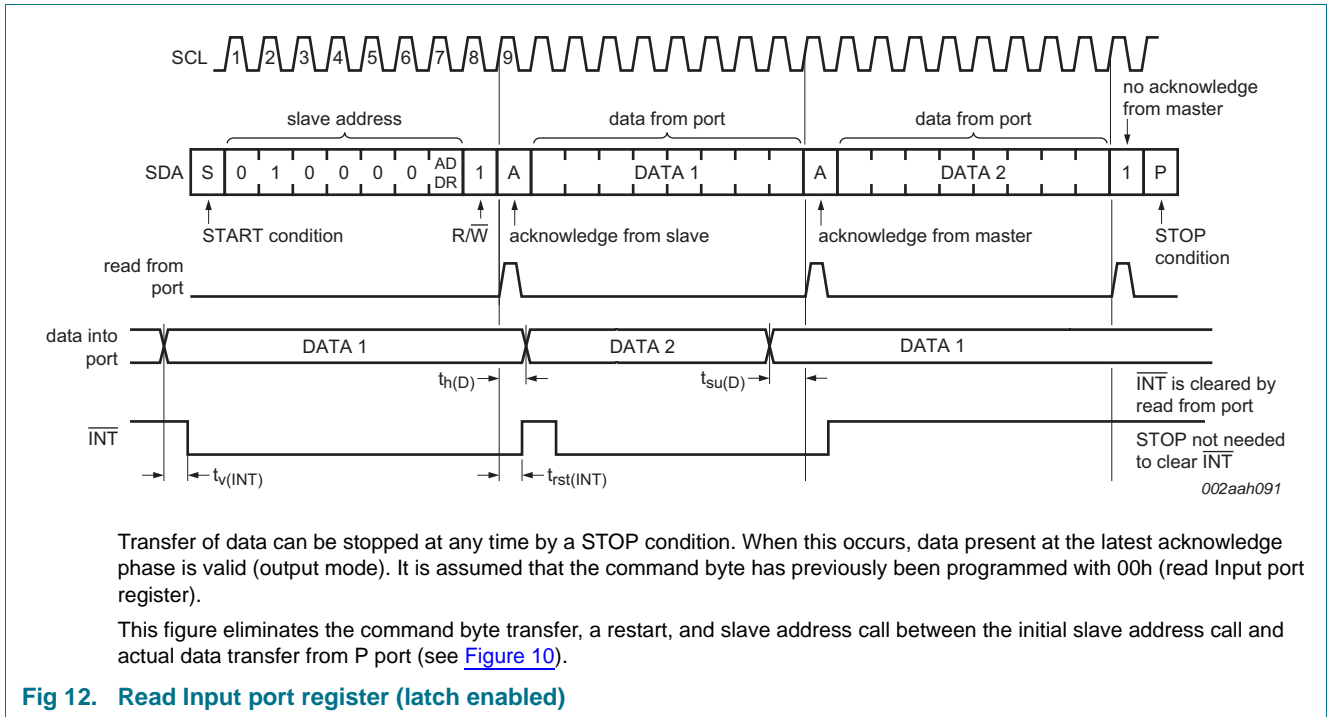 SCL 1 2 3 4 5 6 7 8 9
no acknowledge
from master
slave address data from port data from port
SDA S 0 1 0 0 0 0 AD DR 1 A DATA 1 A DATA 2 1 P
START condition R/W acknowledge from slave acknowledge from master STOP
condition
read from
port
data into
port
DATA 1 DATA 2 DATA 1
th(D) tsu(D)
INT is cleared by
read from port
INT
STOP not needed
to clear INT
tv(INT) trst(INT)
002aah091
Transfer of data can be stopped at any time by a STOP condition. When this occurs, data present at the latest acknowledge
phase is valid (output mode). It is assumed that the command byte has previously been programmed with 00h (read Input port
register).
This figure eliminates the command byte transfer, a restart, and slave address call between the initial slave address call and
actual data transfer from P port (see Figure 10).
Fig 12. Read Input port register (latch enabled)